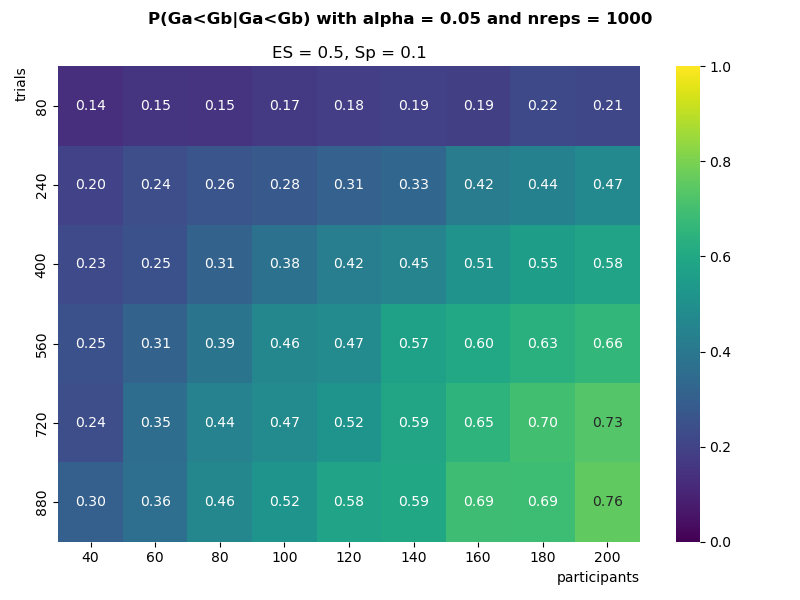 P(Ga<Gb|Ga<Gb) with alpha = 0.05 and nreps = 1000
ES = 0.5, Sp = 0.1
trials
80 0.14 0.15 0.15 0.17 0.18 0.19 0.19 0.22 0.21
240 0.20 0.24 0.26 0.28 0.31 0.33 0.42 0.44 0.47
400 0.23 0.25 0.31 0.38 0.42 0.45 0.51 0.55 0.58
560 0.25 0.31 0.39 0.46 0.47 0.57 0.60 0.63 0.66
720 0.24 0.35 0.44 0.47 0.52 0.59 0.65 0.70 0.73
880 0.30 0.36 0.46 0.52 0.58 0.59 0.69 0.69 0.76
40 60 80 100 120 140 160 180 200
participants
1.0
0.8
0.6
0.4
0.2
0.0